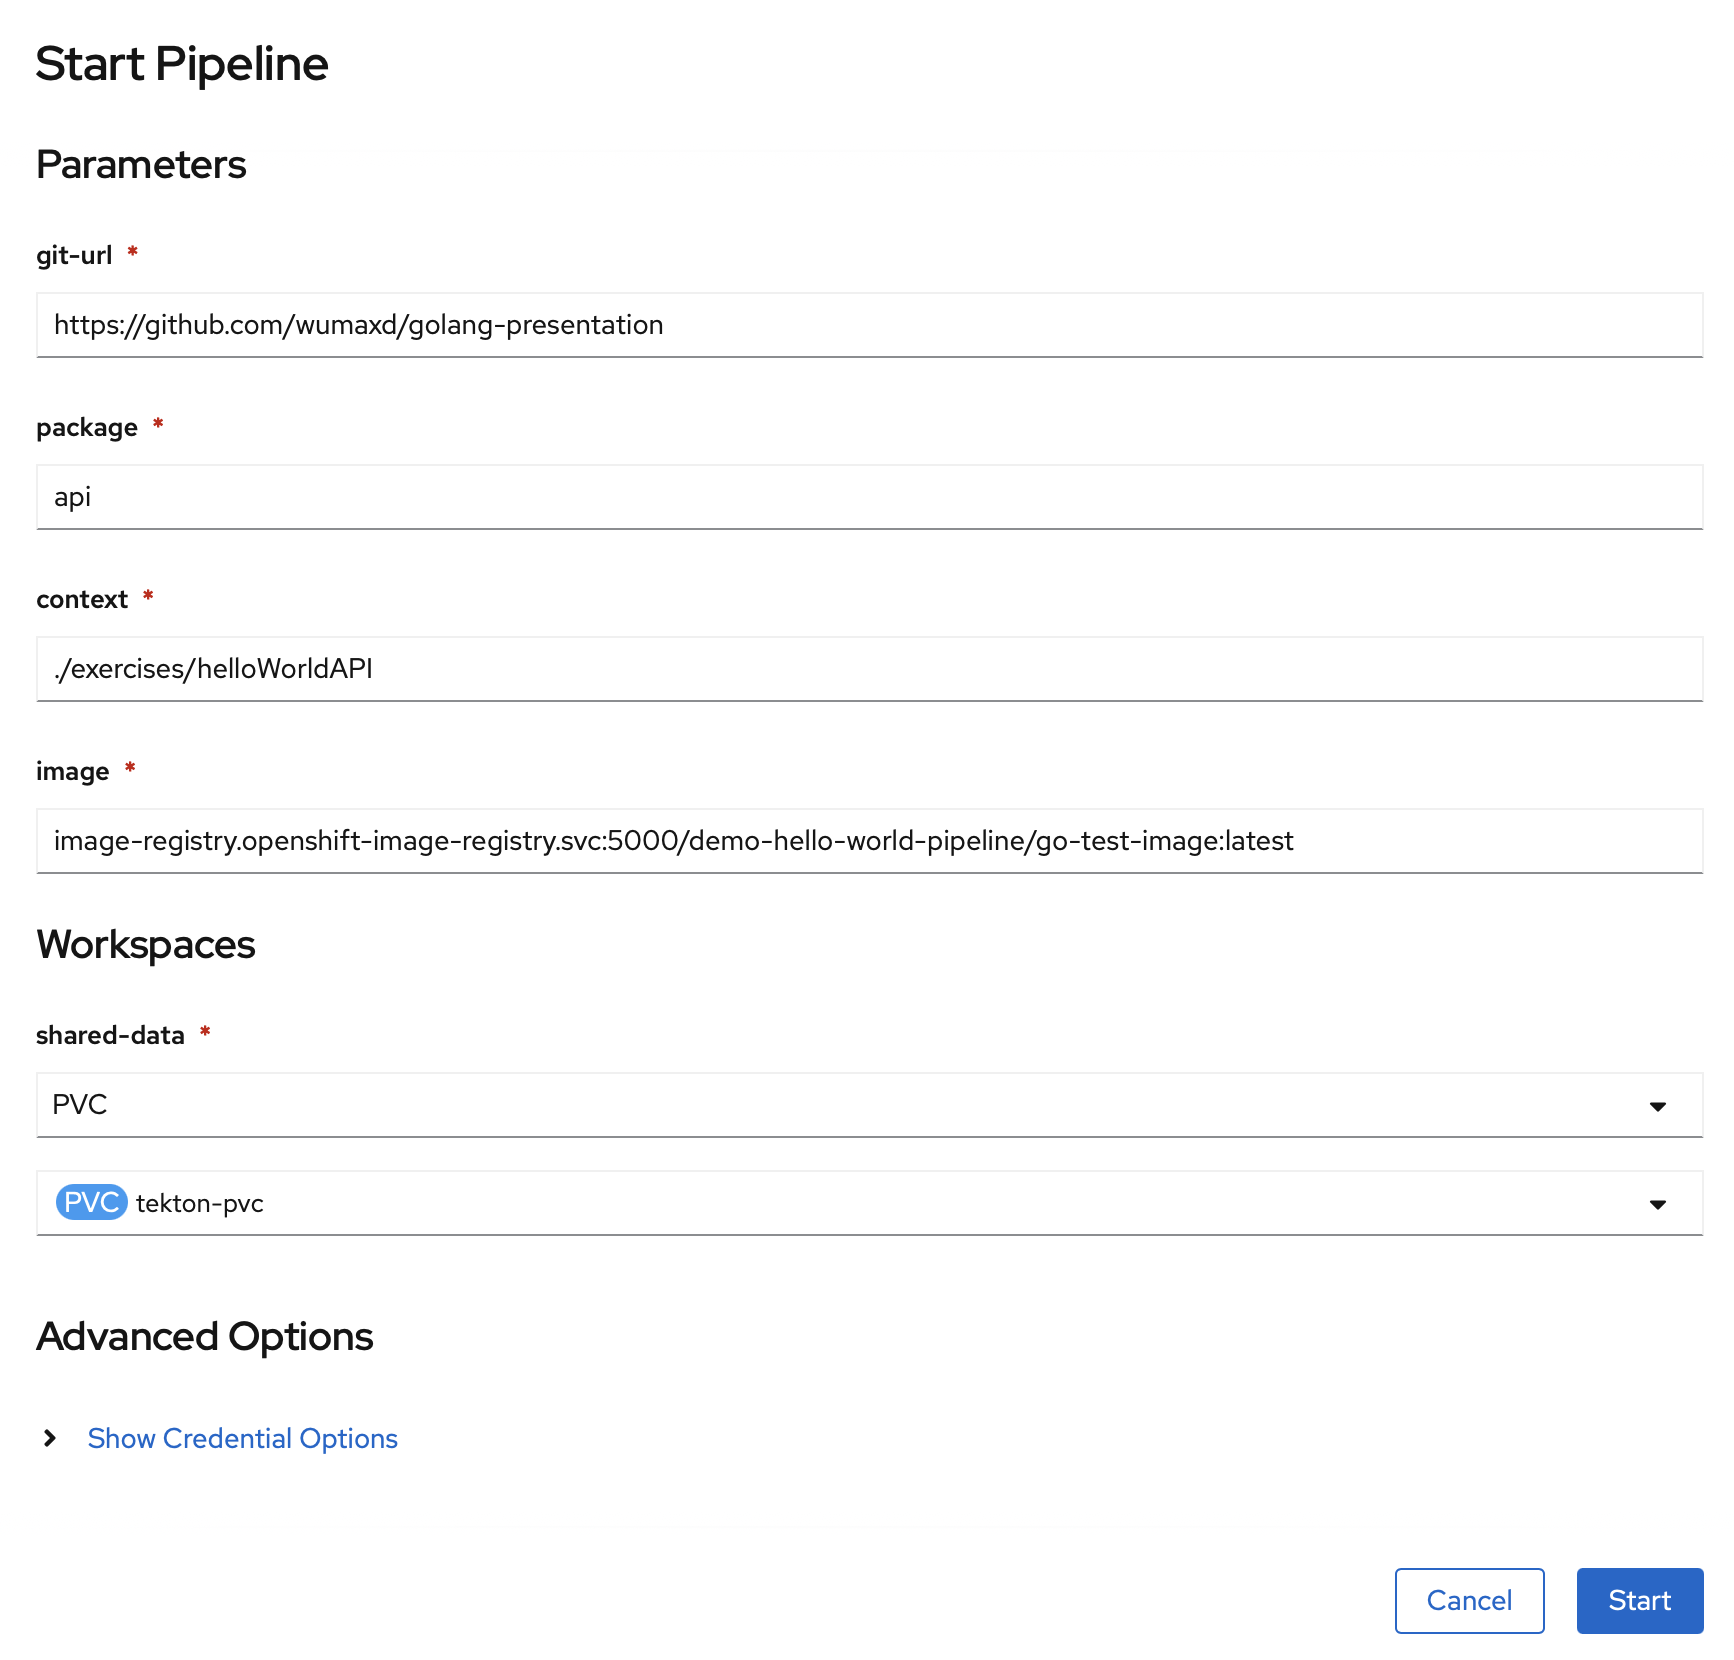 Start Pipeline
Parameters
git-url *
https://github.com/wumaxd/golang-presentation
package *
api
context *
./exercises/helloWorldAPI
image *
image-registry.openshift-image-registry.svc:5000/demo-hello-world-pipeline/go-test-image:latest
Workspaces
shared-data *
PVC
PVC tekton-pvc
Advanced Options
Show Credential Options
Cancel Start